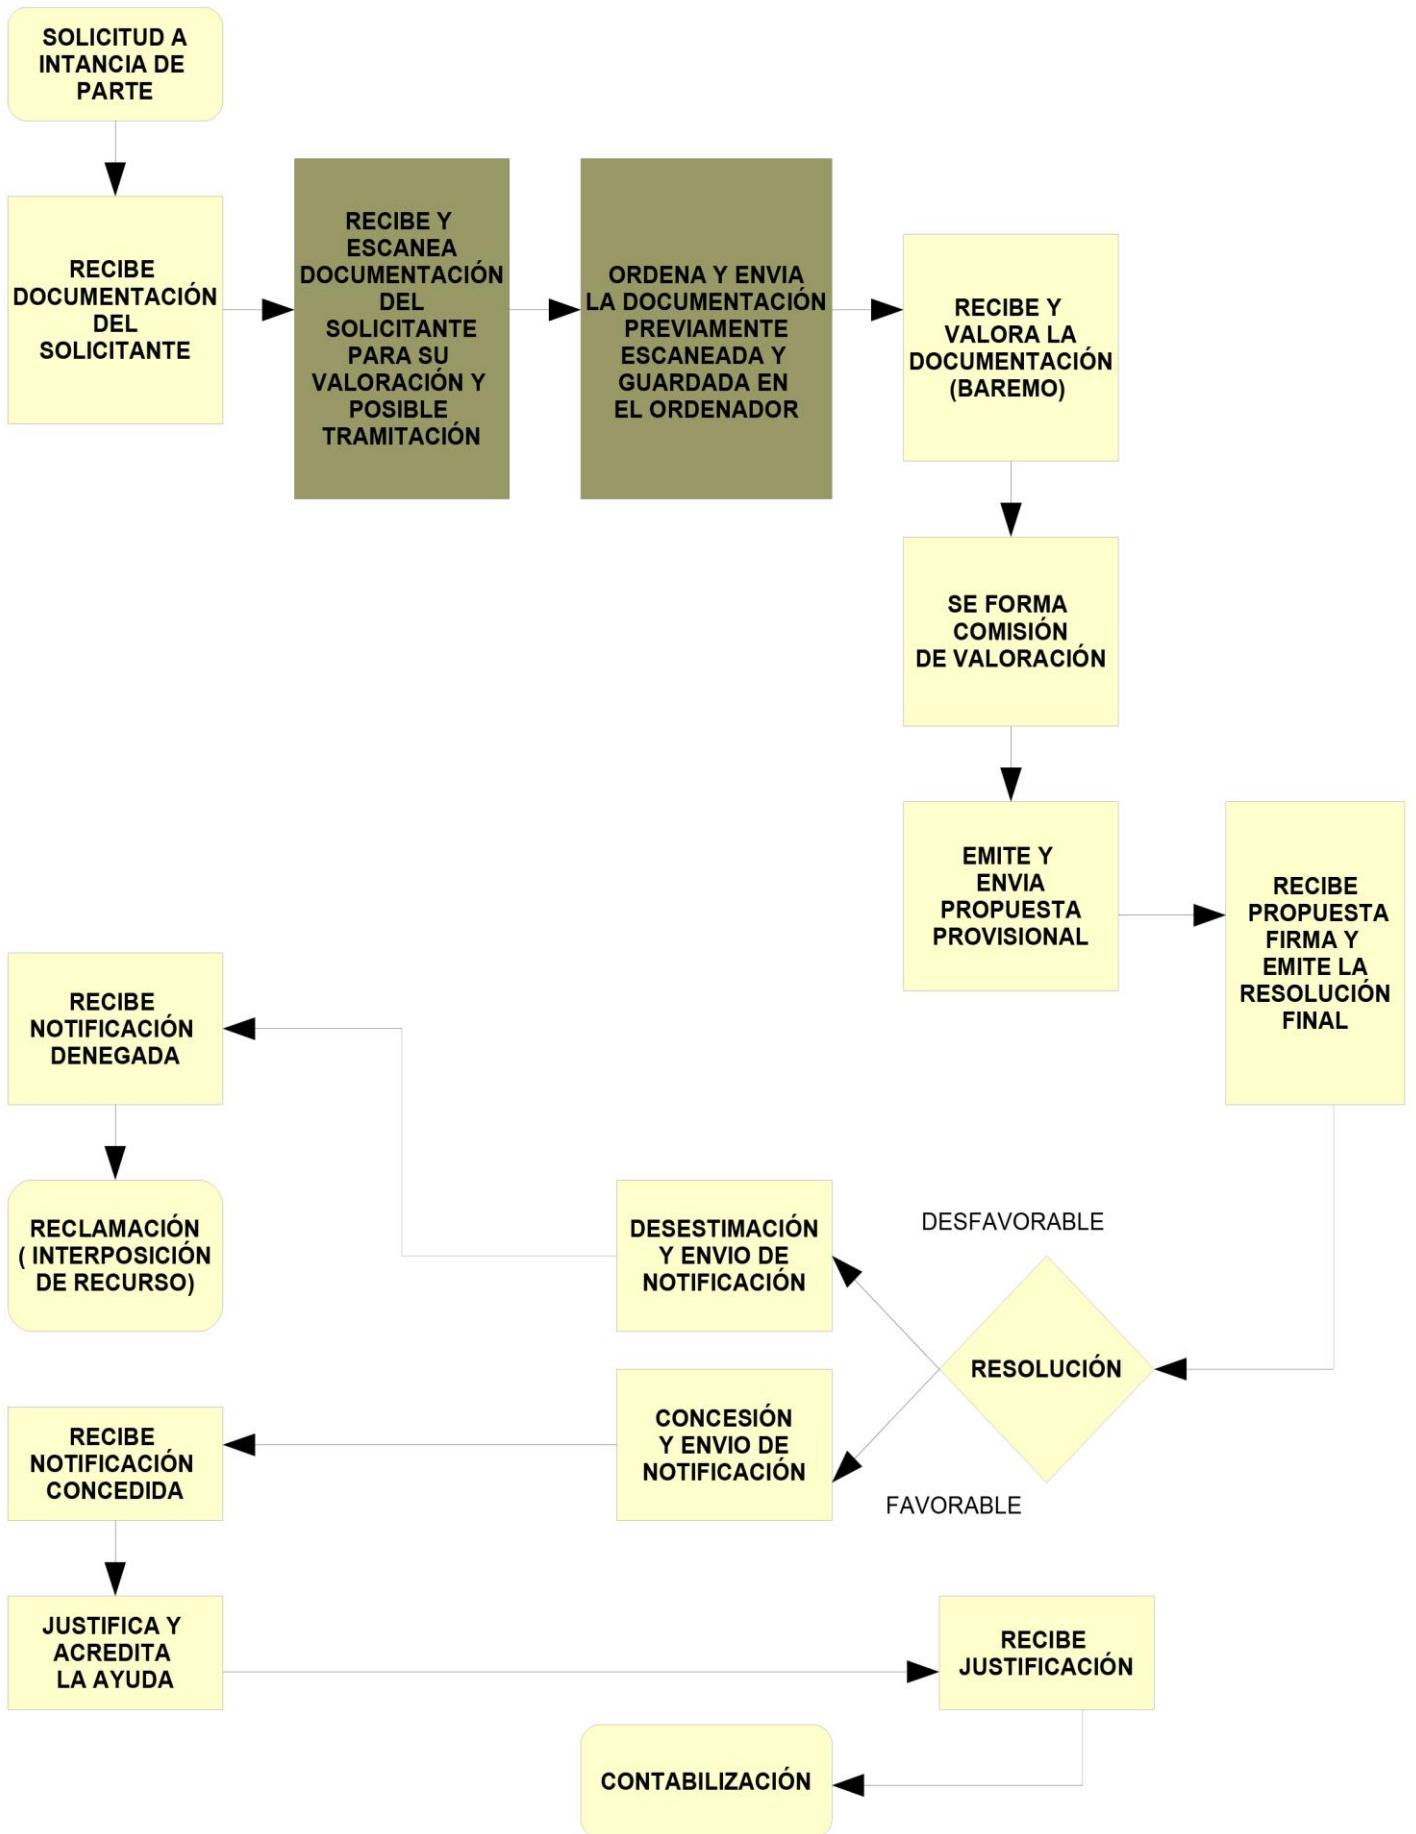 SOLICITUD A
INTANCIA DE
PARTE
RECIBE
DOCUMENTACIÓN
DEL
SOLICITANTE
RECIBE Y
ESCANEA
DOCUMENTACIÓN
DEL
SOLICITANTE
PARA SU
VALORACIÓN Y
POSIBLE
TRAMITACIÓN
ORDENA Y ENVIA
LA DOCUMENTACIÓN
PREVIAMENTE
ESCANEADA Y
GUARDADA EN
EL ORDENADOR
RECIBE Y
VALORA LA
DOCUMENTACIÓN
(BAREMO)
SE FORMA
COMISIÓN
DE VALORACIÓN
EMITE Y
ENVIA
PROPUESTA
PROVISIONAL
RECIBE
PROPUESTA
FIRMA Y
EMITE LA
RESOLUCIÓN
FINAL
RESOLUCIÓN
DESFAVORABLE
DESESTIMACIÓN
Y ENVIO DE
NOTIFICACIÓN
RECIBE
NOTIFICACIÓN
DENEGADA
RECLAMACIÓN
( INTERPOSICIÓN
DE RECURSO)
FAVORABLE
CONCESIÓN
Y ENVIO DE
NOTIFICACIÓN
RECIBE
NOTIFICACIÓN
CONCEDIDA
JUSTIFICA Y
ACREDITA
LA AYUDA
RECIBE
JUSTIFICACIÓN
CONTABILIZACIÓN